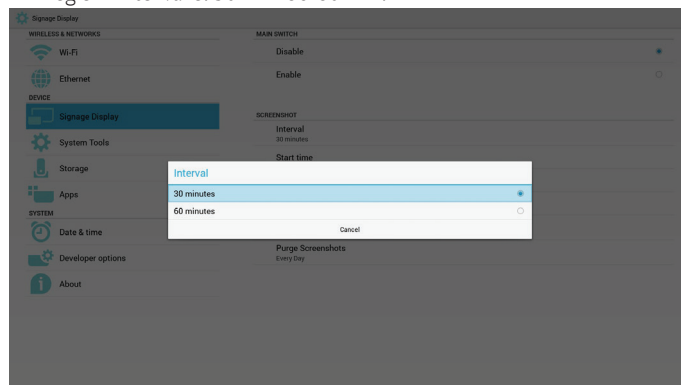 Signage Display
WIRELESS & NETWORKS
Wi-Fi
Ethernet
DEVICE
Signage Display
System Tools
Storage
Apps
SYSTEM
Date & time
Developer options
About
MAIN SWITCH
Disable
Enable
SCREENSHOT
Interval
30 minutes
Start time
Interval
30 minutes
60 minutes
Cancel
Purge Screenshots
Every Day